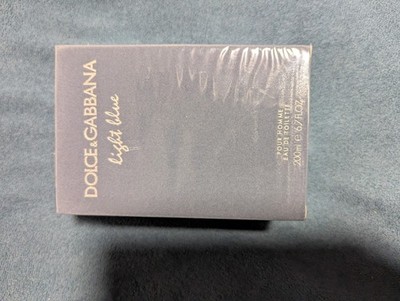 DOLCE&GABBANA
light blue
POUR HOMME
EAU DE TOILETTE
200ml e 6.7 FL.OZ.